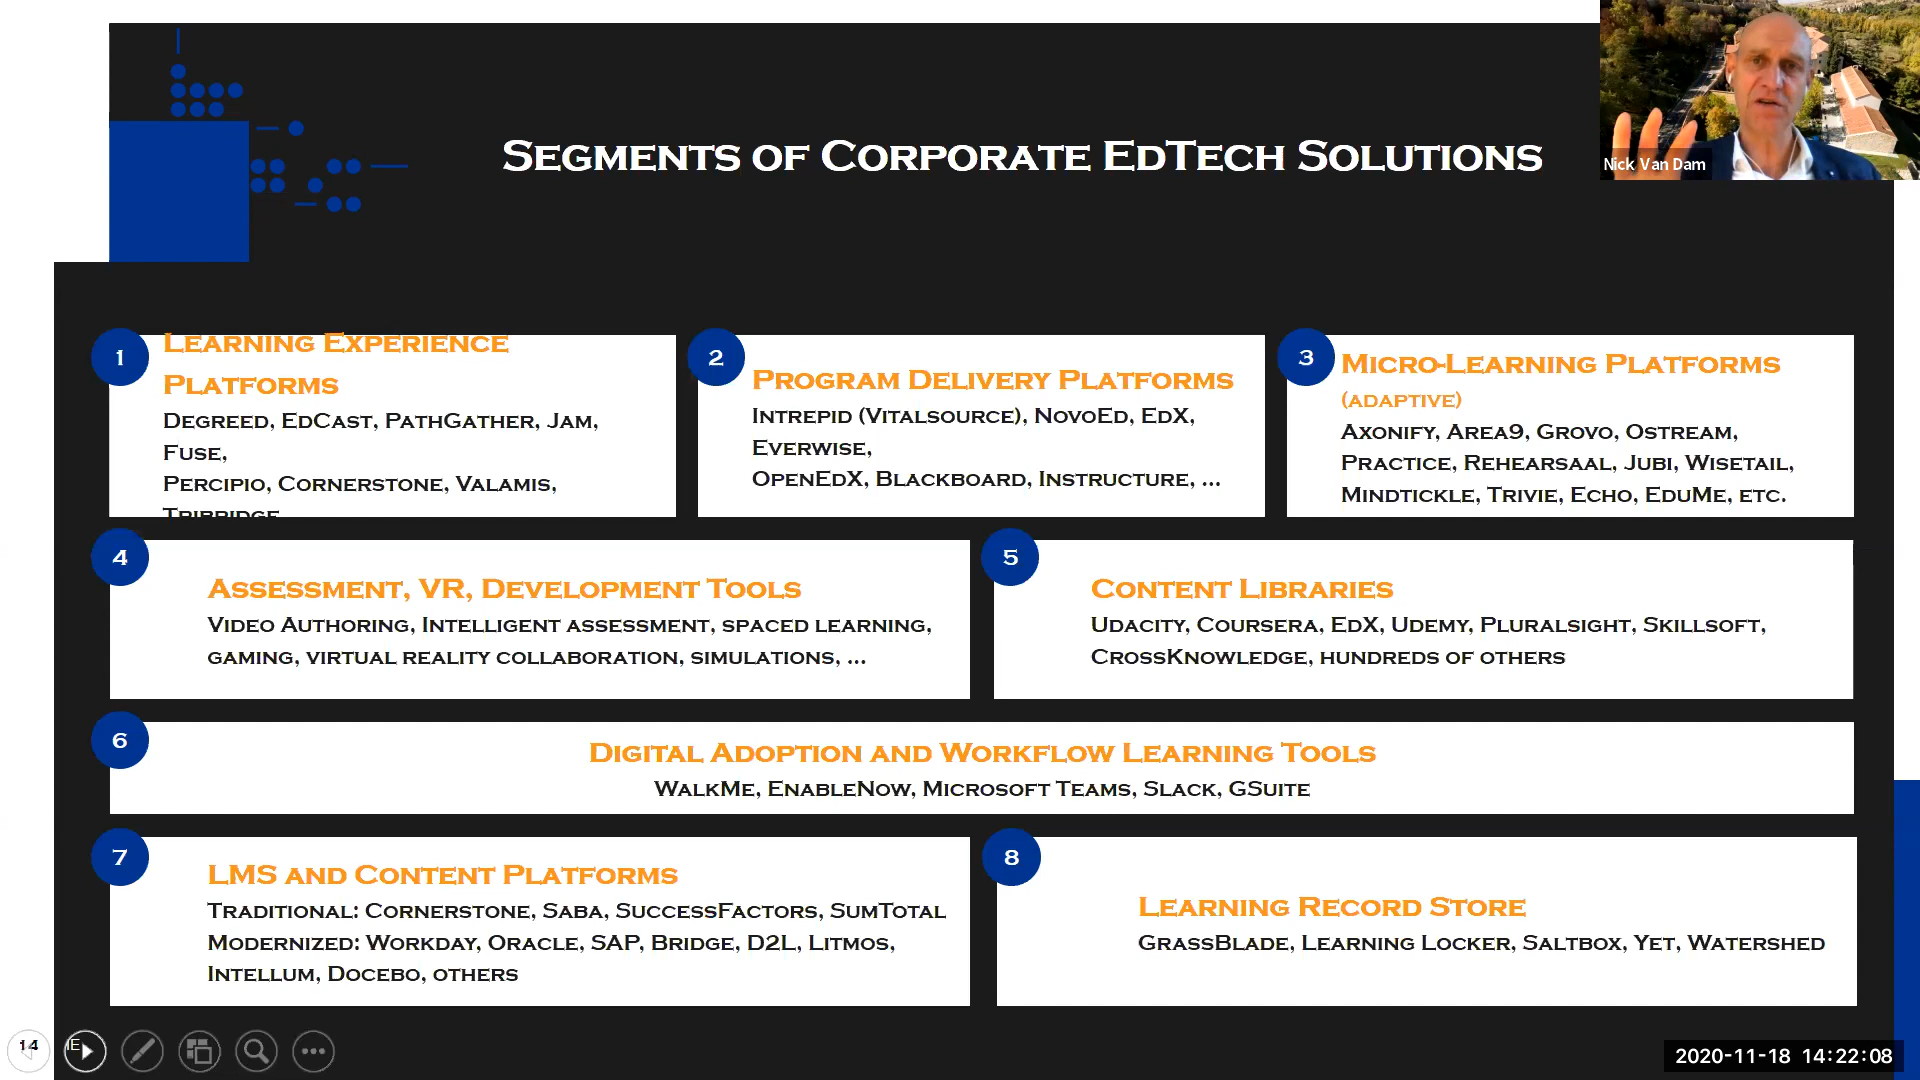 Segments of Corporate EdTech Solutions
Nick Van Dam
1
Learning Experience
Platforms
Degreed, EdCast, PathGather, Jam,
Fuse,
Percipio, Cornerstone, Valamis,
Tribridge
2
Program Delivery Platforms
Intrepid (Vitalsource), NovoEd, EdX,
Everwise,
OpenEdX, Blackboard, Instructure, ...
3
Micro-Learning Platforms
(adaptive)
Axonify, Area9, Grovo, Ostream,
Practice, Rehearsaal, Jubi, Wisetail,
Mindtickle, Trivie, Echo, EduMe, etc.
4
Assessment, VR, Development Tools
Video Authoring, Intelligent assessment, spaced learning,
gaming, virtual reality collaboration, simulations, ...
5
Content Libraries
Udacity, Coursera, EdX, Udemy, Pluralsight, Skillsoft,
CrossKnowledge, hundreds of others
6
Digital Adoption and Workflow Learning Tools
WalkMe, EnableNow, Microsoft Teams, Slack, GSuite
7
LMS and Content Platforms
Traditional: Cornerstone, Saba, SuccessFactors, SumTotal
Modernized: Workday, Oracle, SAP, Bridge, D2L, Litmos,
Intellum, Docebo, others
8
Learning Record Store
GrassBlade, Learning Locker, Saltbox, Yet, Watershed
14
IE
2020-11-18 14:22:08